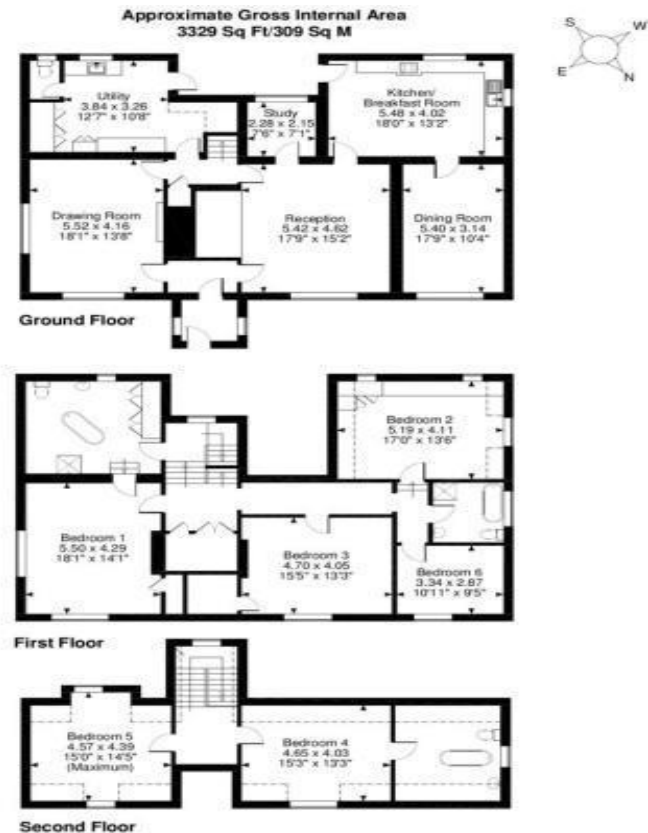 Approximate Gross Internal Area
3329 Sq Ft/309 Sq M
S
W
E
N
Utility
3.84 x 3.26
12'7" x 10'8"
Study
2.28 x 2.15
7'6" x 7'1"
Kitchen/
Breakfast Room
5.48 x 4.02
18'0" x 13'2"
Drawing Room
5.52 x 4.16
18'1" x 13'8"
Reception
5.42 x 4.62
17'9" x 15'2"
Dining Room
5.40 x 3.14
17'9" x 10'4"
Ground Floor
Bedroom 2
5.19 x 4.11
17'0" x 13'6"
Bedroom 1
5.50 x 4.29
18'1" x 14'1"
Bedroom 3
4.70 x 4.05
15'5" x 13'3"
Bedroom 6
3.34 x 2.87
10'11" x 9'5"
First Floor
Bedroom 5
4.57 x 4.39
15'0" x 14'5"
(Maximum)
Bedroom 4
4.65 x 4.03
15'3" x 13'3"
Second Floor